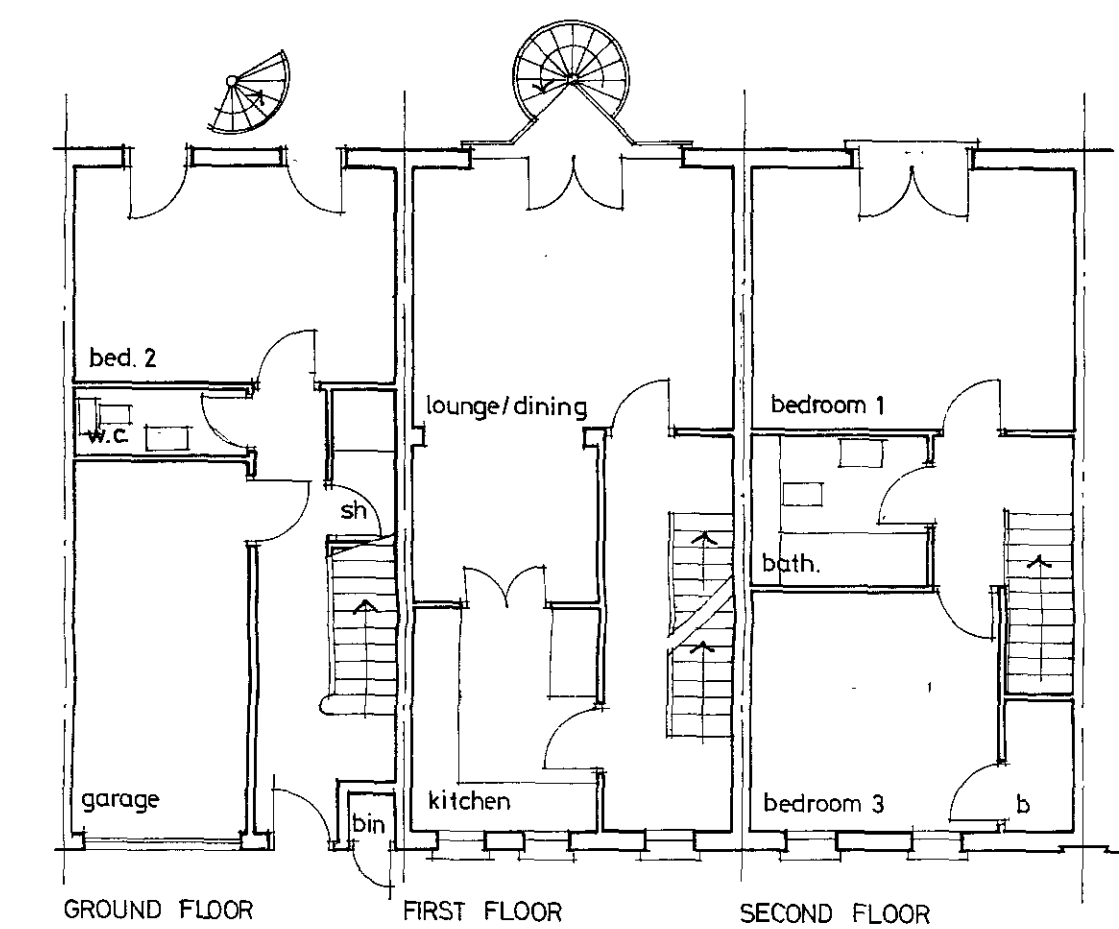 bed. 2
w.c.
sh
garage
bin
lounge/dining
kitchen
bedroom 1
bath.
bedroom 3
b
GROUND FLOOR
FIRST FLOOR
SECOND FLOOR